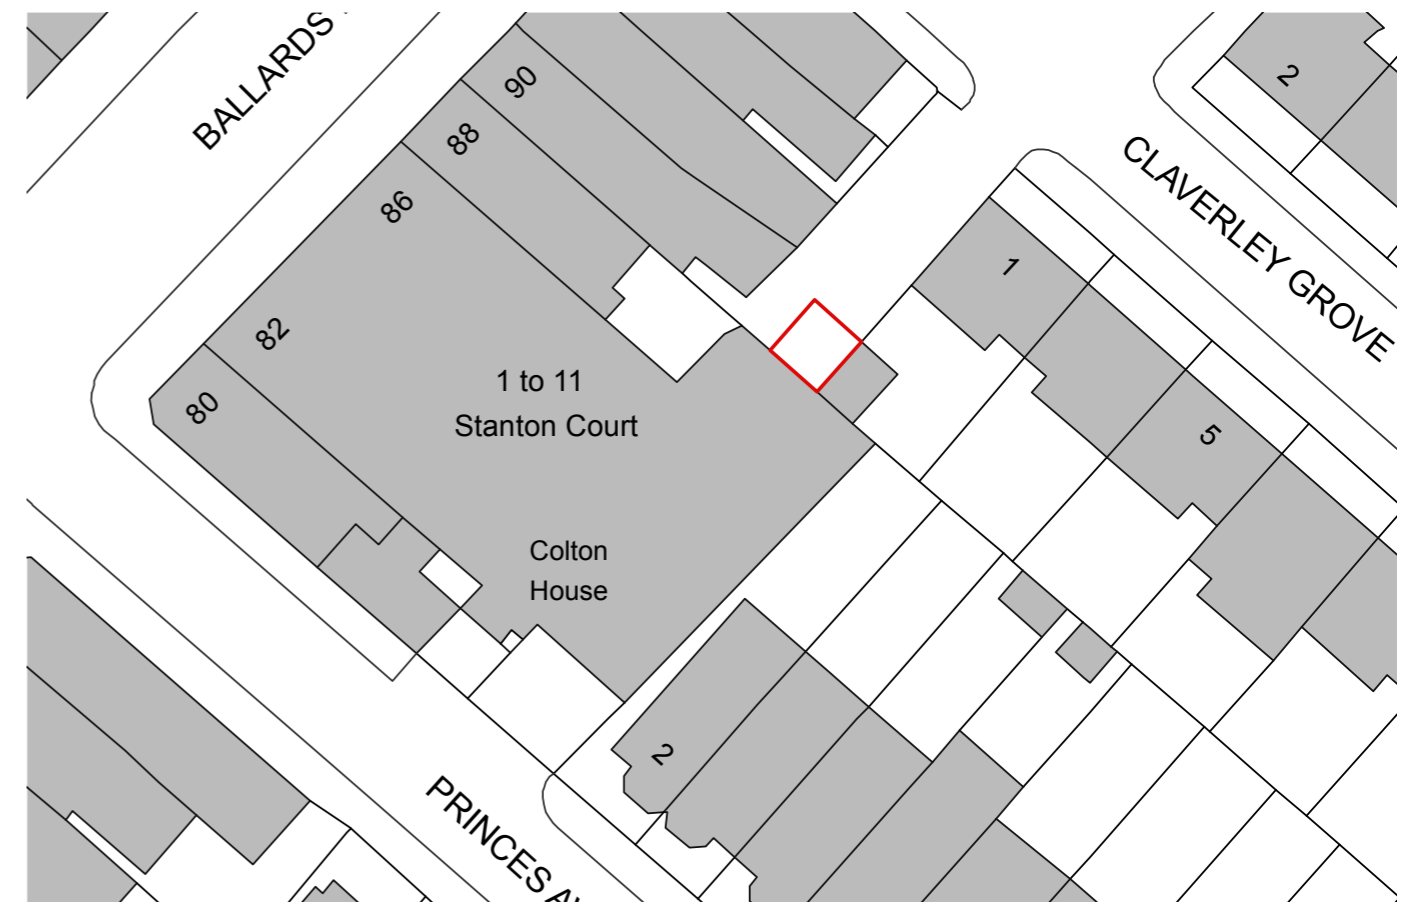 BALLARDS
90
88
86
82
80
1 to 11
Stanton Court
Colton
House
2
CLAVERLEY GROVE
1
5
2
PRINCES